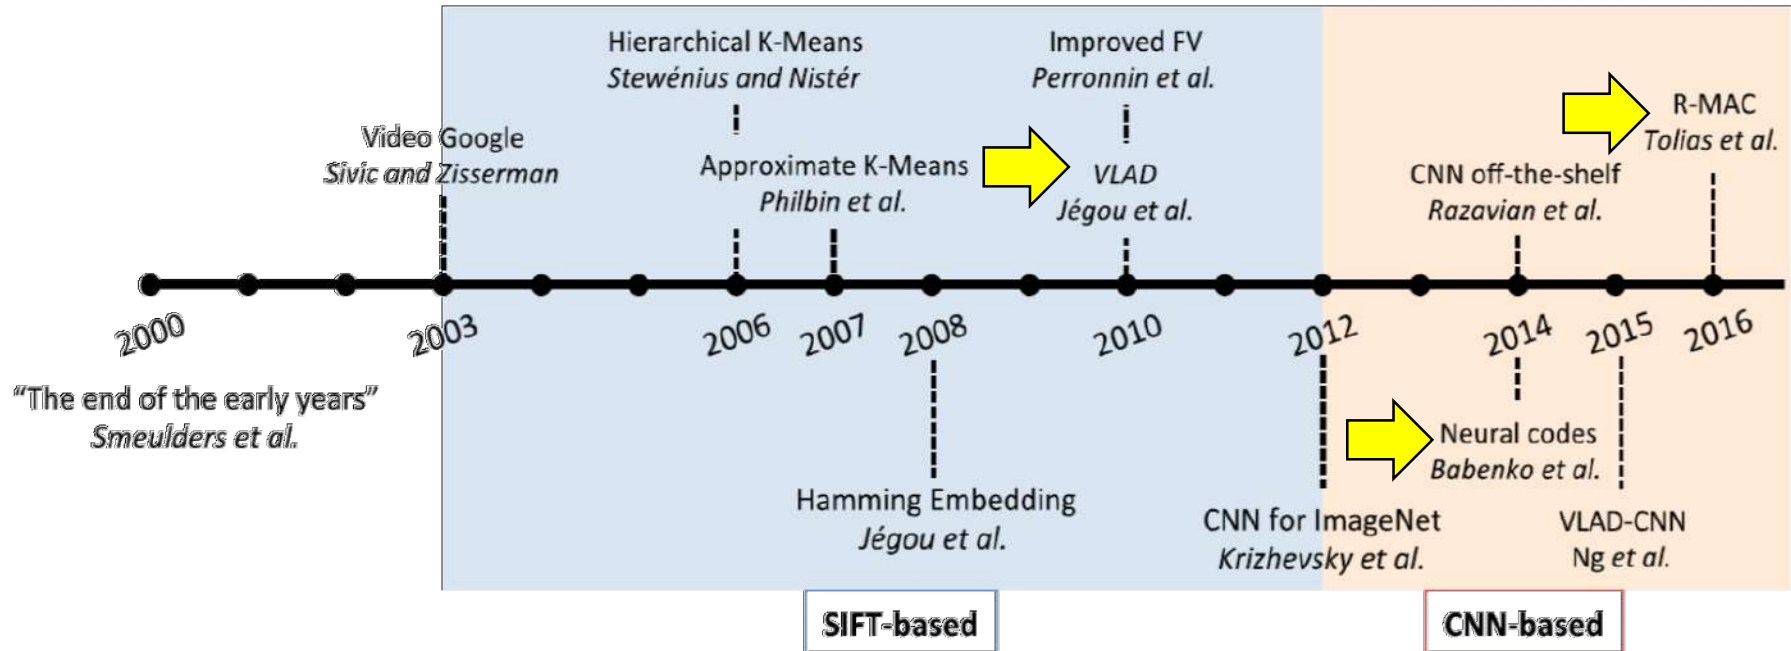 Hierarchical K-Means
Stewénius and Nistér
Improved FV
Perronnin et al.
R-MAC
Tolias et al.
Video Google
Sivic and Zisserman
Approximate K-Means
Philbin et al.
VLAD
Jégou et al.
CNN off-the-shelf
Razavian et al.
2000
2003
2006
2007
2008
2010
2012
2014
2015
2016
"The end of the early years"
Smeulders et al.
Neural codes
Babenko et al.
Hamming Embedding
Jégou et al.
CNN for ImageNet
Krizhevsky et al.
VLAD-CNN
Ng et al.
SIFT-based
CNN-based